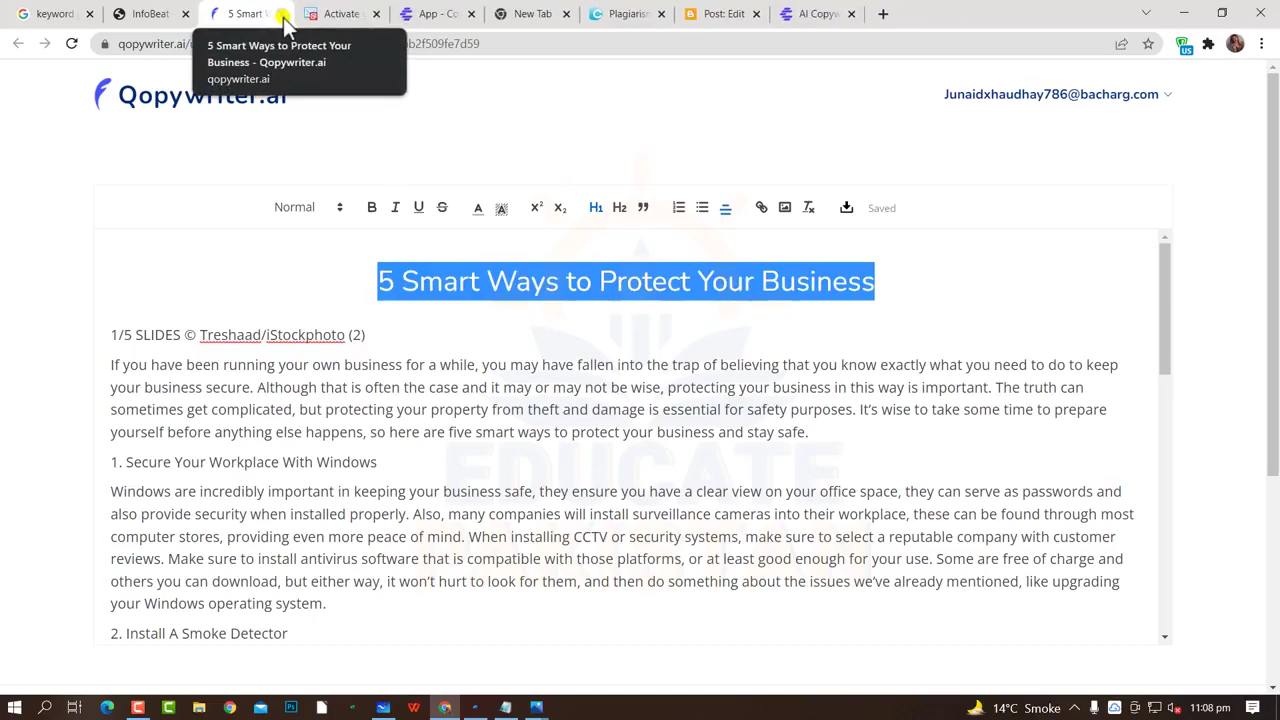 keyword
InfoBeat
5 Smart W
Activate
App - Co
New Tab
Plagiarism
Post: Edit
AI Copyw
qopywriter.ai/
ab2f509fe7d59
5 Smart Ways to Protect Your
Business - Qopywriter.ai
qopywriter.ai
Qopywriter.ai
Junaidxhaudhay786@bacharg.com
Normal
B I U S A A X² X₂ H1 H2
Saved
5 Smart Ways to Protect Your Business
1/5 SLIDES © Treshaad/iStockphoto (2)
If you have been running your own business for a while, you may have fallen into the trap of believing that you know exactly what you need to do to keep
your business secure. Although that is often the case and it may or may not be wise, protecting your business in this way is important. The truth can
sometimes get complicated, but protecting your property from theft and damage is essential for safety purposes. It's wise to take some time to prepare
yourself before anything else happens, so here are five smart ways to protect your business and stay safe.
1. Secure Your Workplace With Windows
Windows are incredibly important in keeping your business safe, they ensure you have a clear view on your office space, they can serve as passwords and
also provide security when installed properly. Also, many companies will install surveillance cameras into their workplace, these can be found through most
computer stores, providing even more peace of mind. When installing CCTV or security systems, make sure to select a reputable company with customer
reviews. Make sure to install antivirus software that is compatible with those platforms, or at least good enough for your use. Some are free of charge and
others you can download, but either way, it won't hurt to look for them, and then do something about the issues we've already mentioned, like upgrading
your Windows operating system.
2. Install A Smoke Detector
EDUCATE
14°C Smoke
11:08 pm